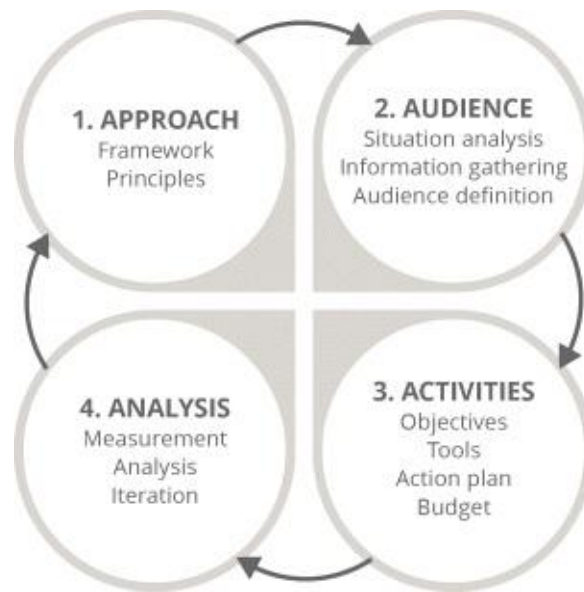 1. APPROACH
Framework
Principles
2. AUDIENCE
Situation analysis
Information gathering
Audience definition
3. ACTIVITIES
Objectives
Tools
Action plan
Budget
4. ANALYSIS
Measurement
Analysis
Iteration